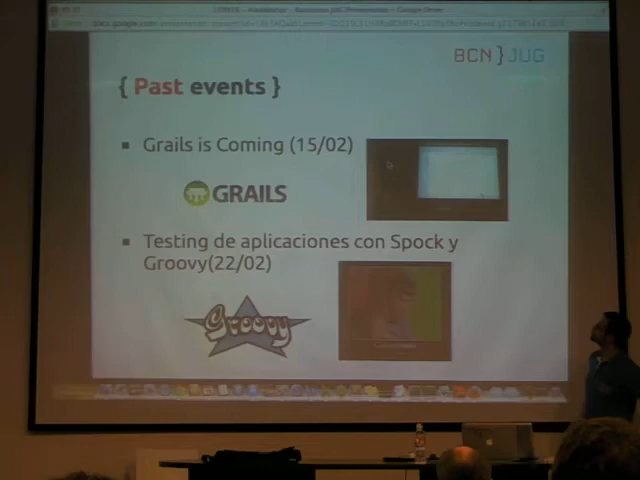 BCN}JUG
{ Past events }
▪ Grails is Coming (15/02)
GRAILS
▪ Testing de aplicaciones con Spock y
Groovy(22/02)
Groovy